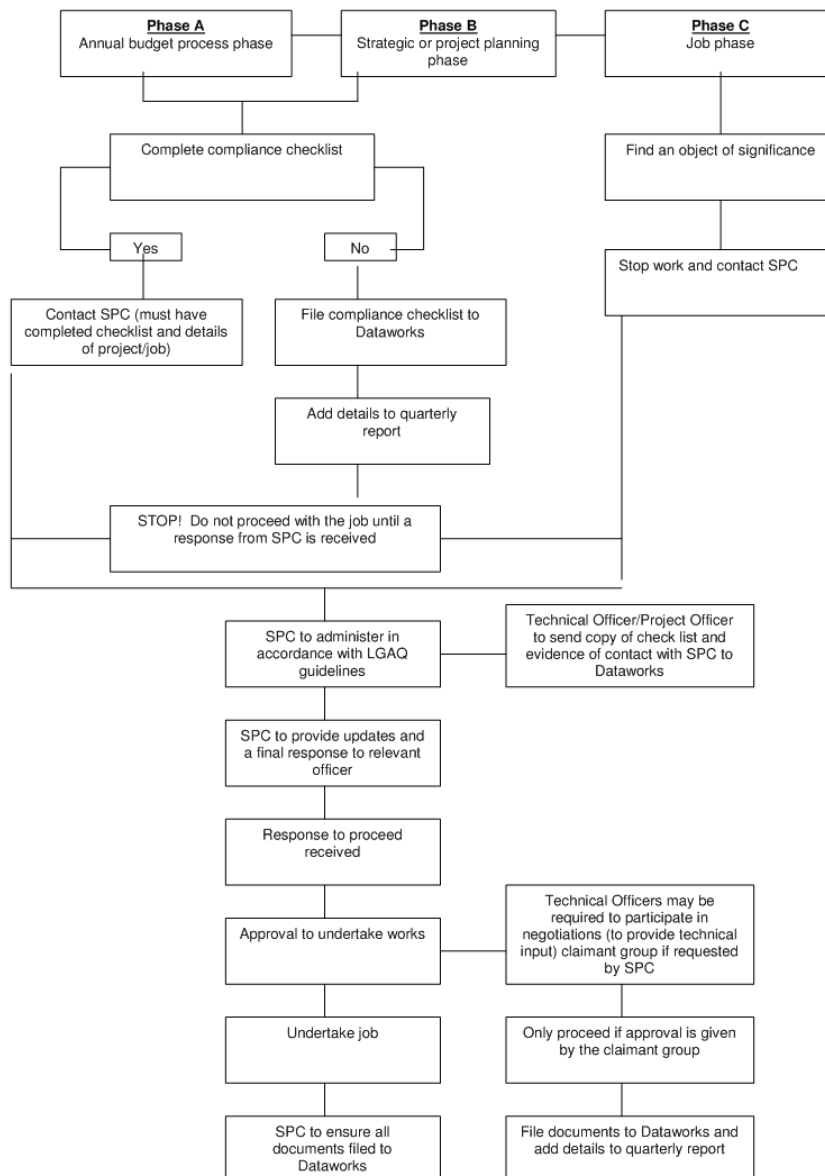 Phase A
Annual budget process phase
Phase B
Strategic or project planning
phase
Phase C
Job phase
Complete compliance checklist
Find an object of significance
Yes
No
Stop work and contact SPC
Contact SPC (must have
completed checklist and details
of project/job)
File compliance checklist to
Dataworks
Add details to quarterly
report
STOP!  Do not proceed with the job until a
response from SPC is received
SPC to administer in
accordance with LGAQ
guidelines
Technical Officer/Project Officer
to send copy of check list and
evidence of contact with SPC to
Dataworks
SPC to provide updates and
a final response to relevant
officer
Response to proceed
received
Approval to undertake works
Technical Officers may be
required to participate in
negotiations (to provide technical
input) claimant group if requested
by SPC
Undertake job
Only proceed if approval is given
by the claimant group
SPC to ensure all
documents filed to
Dataworks
File documents to Dataworks and
add details to quarterly report